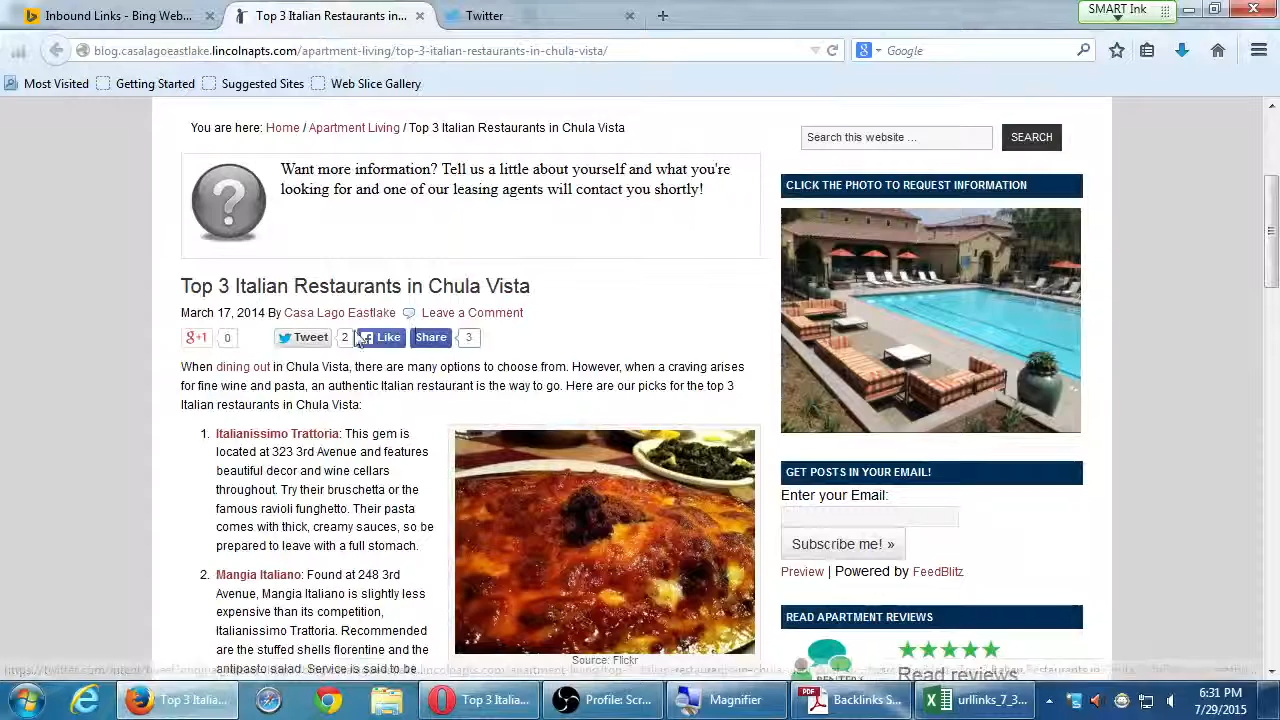 Inbound Links - Bing Web...
Top 3 Italian Restaurants in...
Twitter
SMART Ink
blog.casalagoeastlake.lincolnapts.com/apartment-living/top-3-italian-restaurants-in-chula-vista/
Google
Most Visited
Getting Started
Suggested Sites
Web Slice Gallery
You are here: Home / Apartment Living / Top 3 Italian Restaurants in Chula Vista
Search this website ...
SEARCH
Want more information? Tell us a little about yourself and what you're
looking for and one of our leasing agents will contact you shortly!
CLICK THE PHOTO TO REQUEST INFORMATION
Top 3 Italian Restaurants in Chula Vista
March 17, 2014 By Casa Lago Eastlake Leave a Comment
g+1 0 Tweet 2 Like Share 3
When dining out in Chula Vista, there are many options to choose from. However, when a craving arises
for fine wine and pasta, an authentic Italian restaurant is the way to go. Here are our picks for the top 3
Italian restaurants in Chula Vista:
1. Italianissimo Trattoria: This gem is
located at 323 3rd Avenue and features
beautiful decor and wine cellars
throughout. Try their bruschetta or the
famous ravioli funghetto. Their pasta
comes with thick, creamy sauces, so be
prepared to leave with a full stomach.
2. Mangia Italiano: Found at 248 3rd
Avenue, Mangia Italiano is slightly less
expensive than its competition,
Italianissimo Trattoria. Recommended
are the stuffed shells florentine and the
antipasto salad. Service is said to be
Source: Flickr
GET POSTS IN YOUR EMAIL!
Enter your Email:
Subscribe me! »
Preview | Powered by FeedBlitz
READ APARTMENT REVIEWS
Read reviews
Top 3 Italia...
Top 3 Italia...
Profile: Scr...
Magnifier
PDF
Backlinks S...
urllinks_7_3...
6:31 PM
7/29/2015